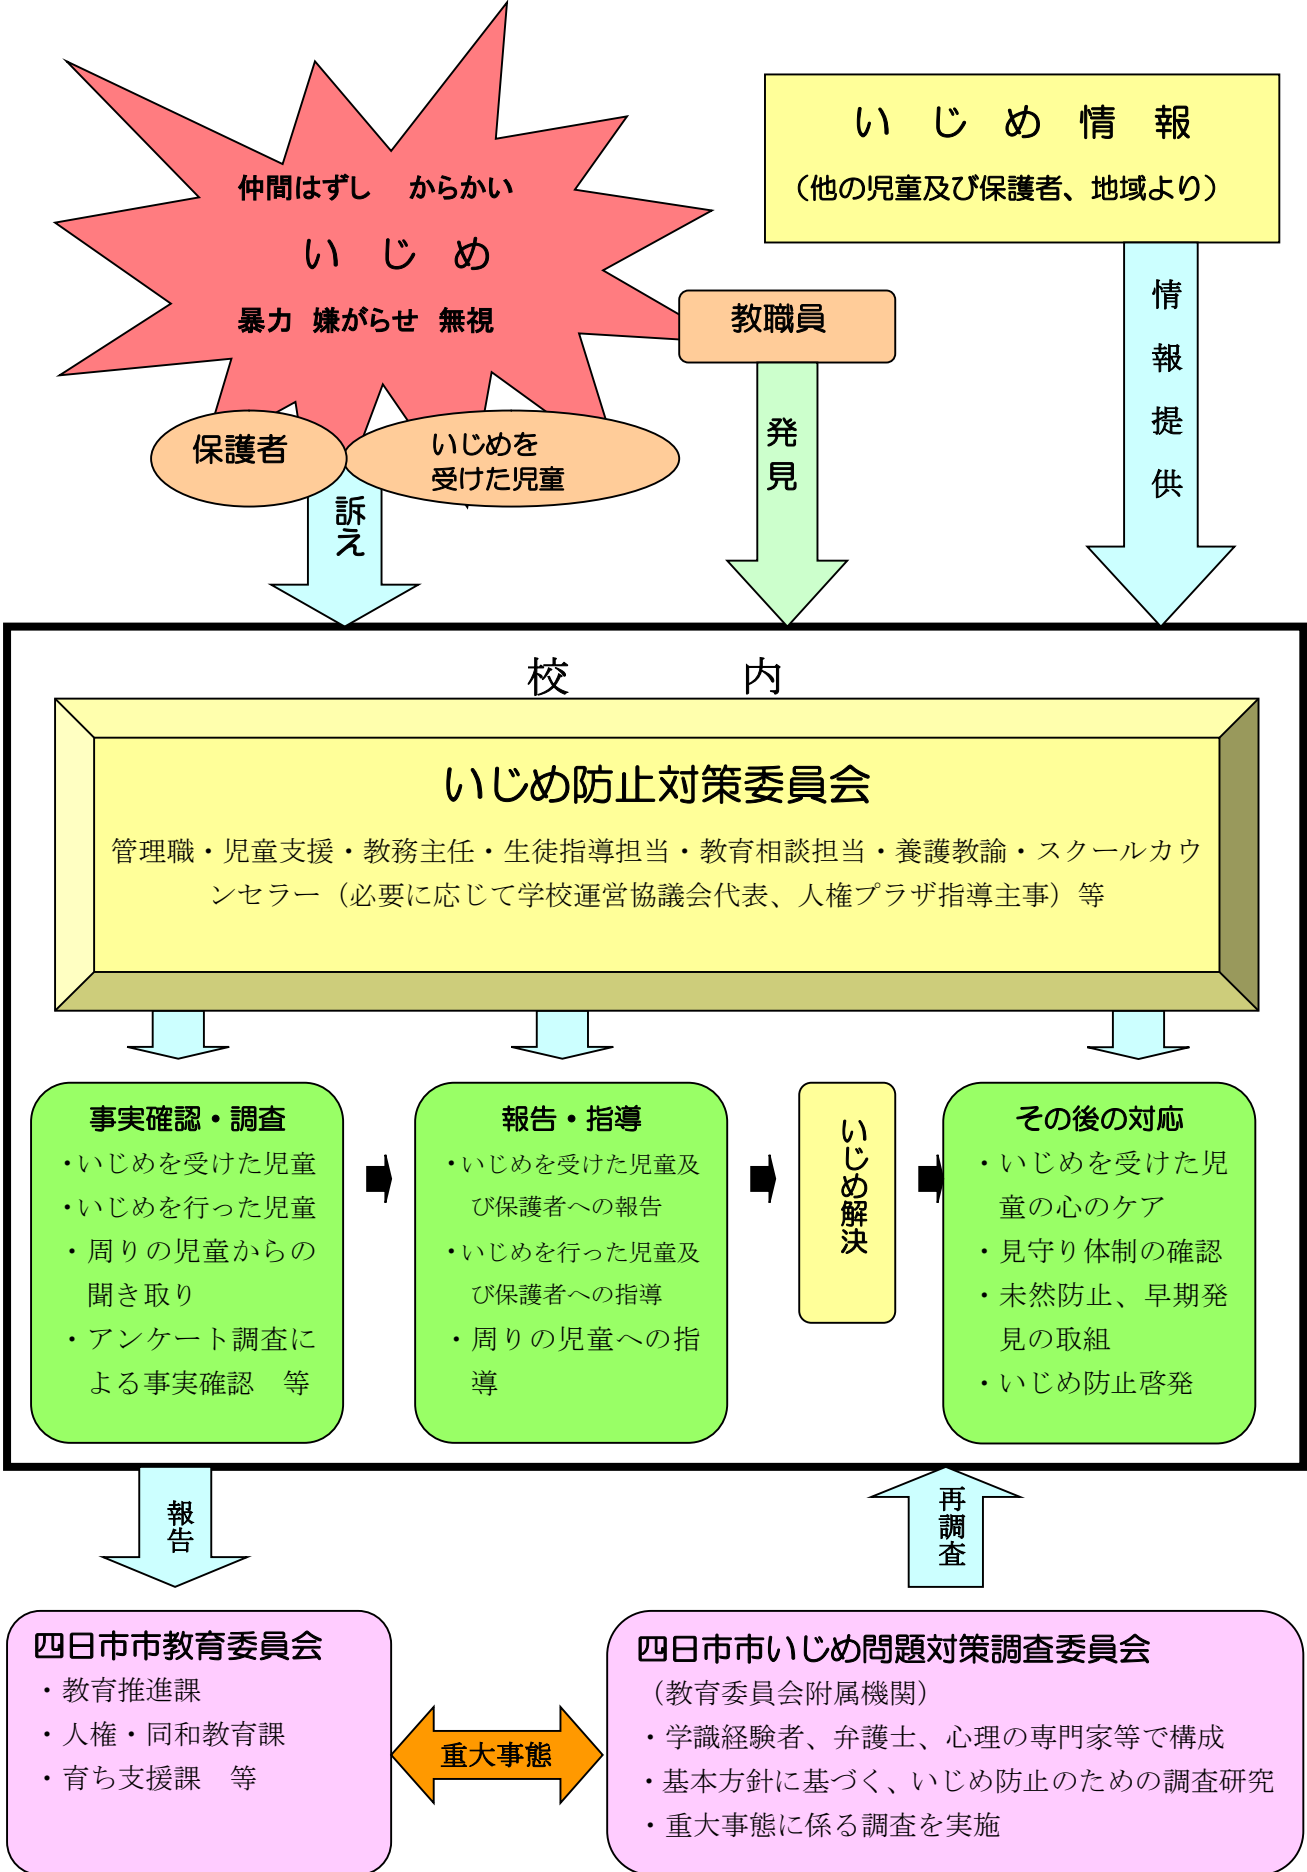 仲間はずし　からかい
い　じ　め
暴力　嫌がらせ　無視
い　じ　め　情　報
（他の児童及び保護者、地域より）
教職員
保護者
いじめを
受けた児童
訴え
発見
情報提供
校　　　内
いじめ防止対策委員会
管理職・児童支援・教務主任・生徒指導担当・教育相談担当・養護教諭・スクールカウ
ンセラー（必要に応じて学校運営協議会代表、人権プラザ指導主事）等
事実確認・調査
・いじめを受けた児童
・いじめを行った児童
・周りの児童からの
聞き取り
・アンケート調査に
よる事実確認　等
報告・指導
・いじめを受けた児童及
び保護者への報告
・いじめを行った児童及
び保護者への指導
・周りの児童への指
導
いじめ解決
その後の対応
・いじめを受けた児
童の心のケア
・見守り体制の確認
・未然防止、早期発
見の取組
・いじめ防止啓発
報告
再調査
四日市市教育委員会
・教育推進課
・人権・同和教育課
・育ち支援課　等
重大事態
四日市市いじめ問題対策調査委員会
（教育委員会附属機関）
・学識経験者、弁護士、心理の専門家等で構成
・基本方針に基づく、いじめ防止のための調査研究
・重大事態に係る調査を実施